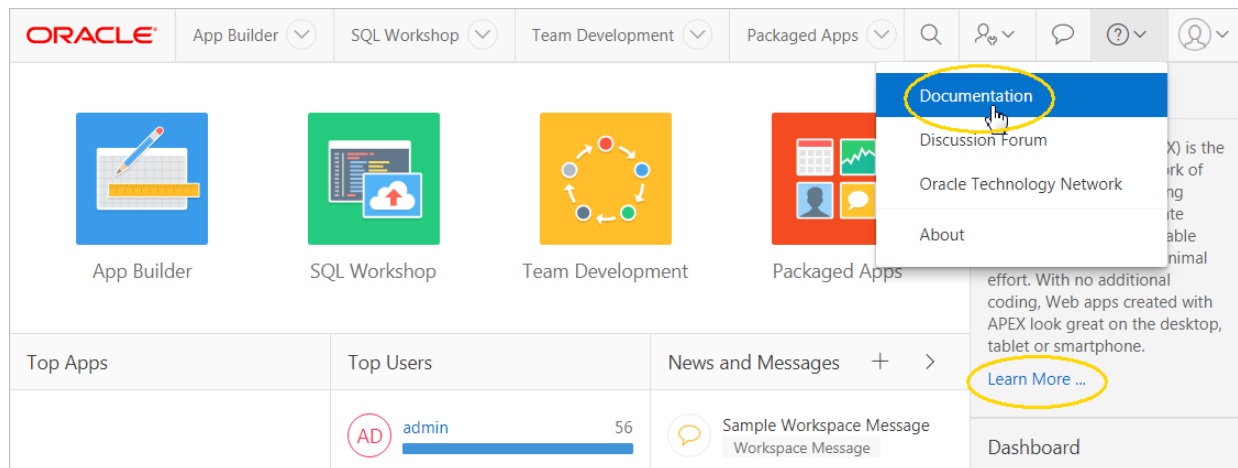 ORACLE
App Builder
SQL Workshop
Team Development
Packaged Apps
Documentation
Discussion Forum
Oracle Technology Network
About
X) is the
rk of
ng
te
able
nimal
effort. With no additional
coding, Web apps created with
APEX look great on the desktop,
tablet or smartphone.
Learn More ...
App Builder
SQL Workshop
Team Development
Packaged Apps
Top Apps
Top Users
AD
admin
56
News and Messages
Sample Workspace Message
Workspace Message
Dashboard